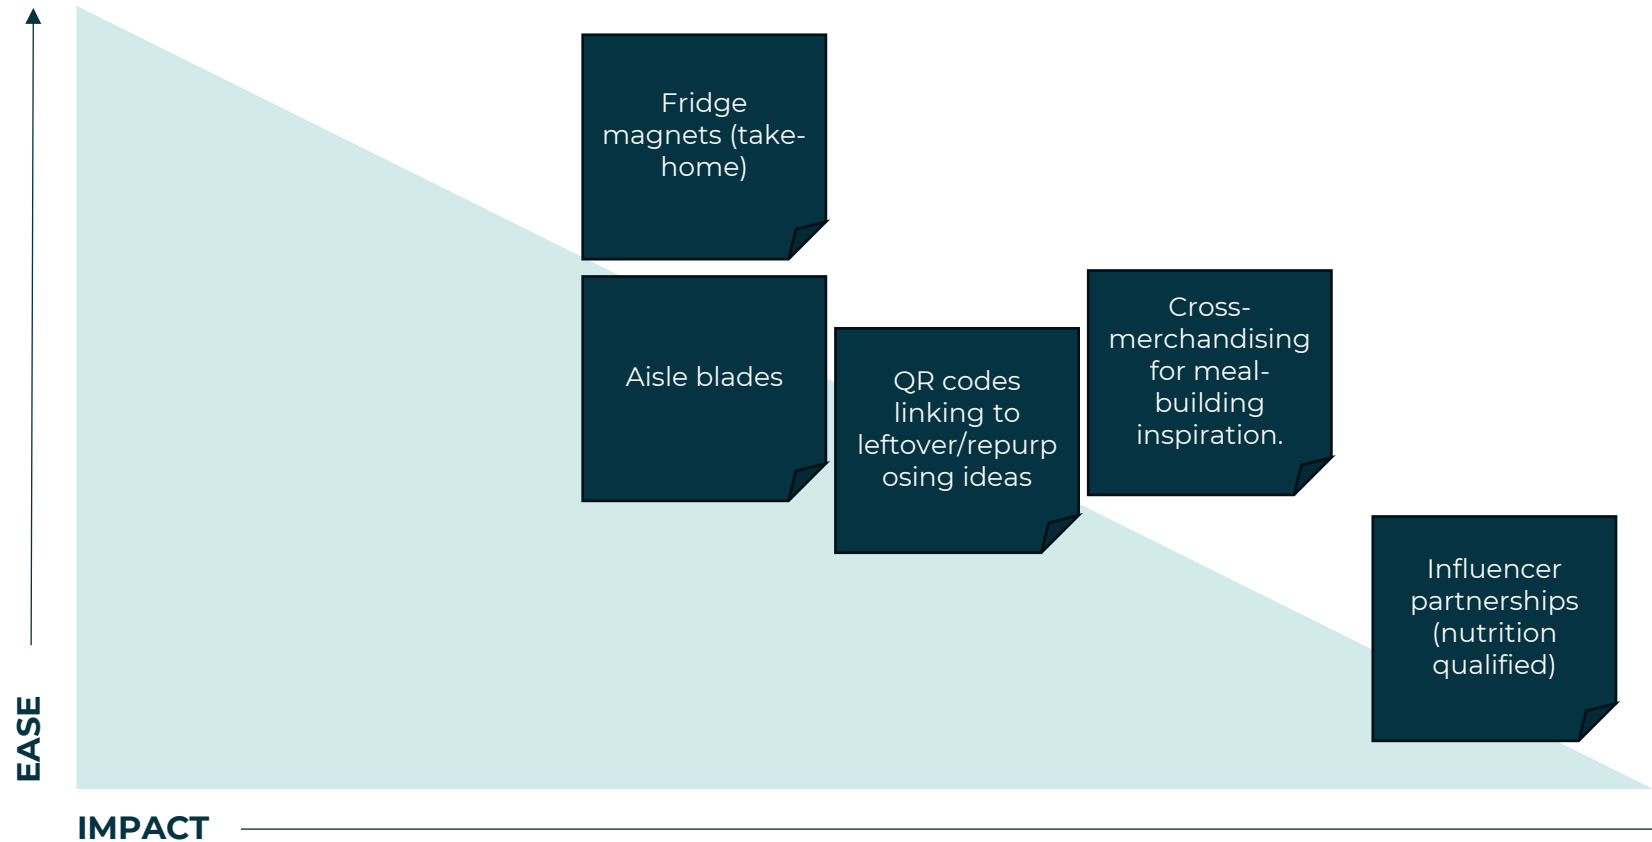 Fridge
magnets (take-
home)
Aisle blades
QR codes
linking to
leftover/repurp
osing ideas
Cross-
merchandising
for meal-
building
inspiration.
Influencer
partnerships
(nutrition
qualified)
EASE
IMPACT